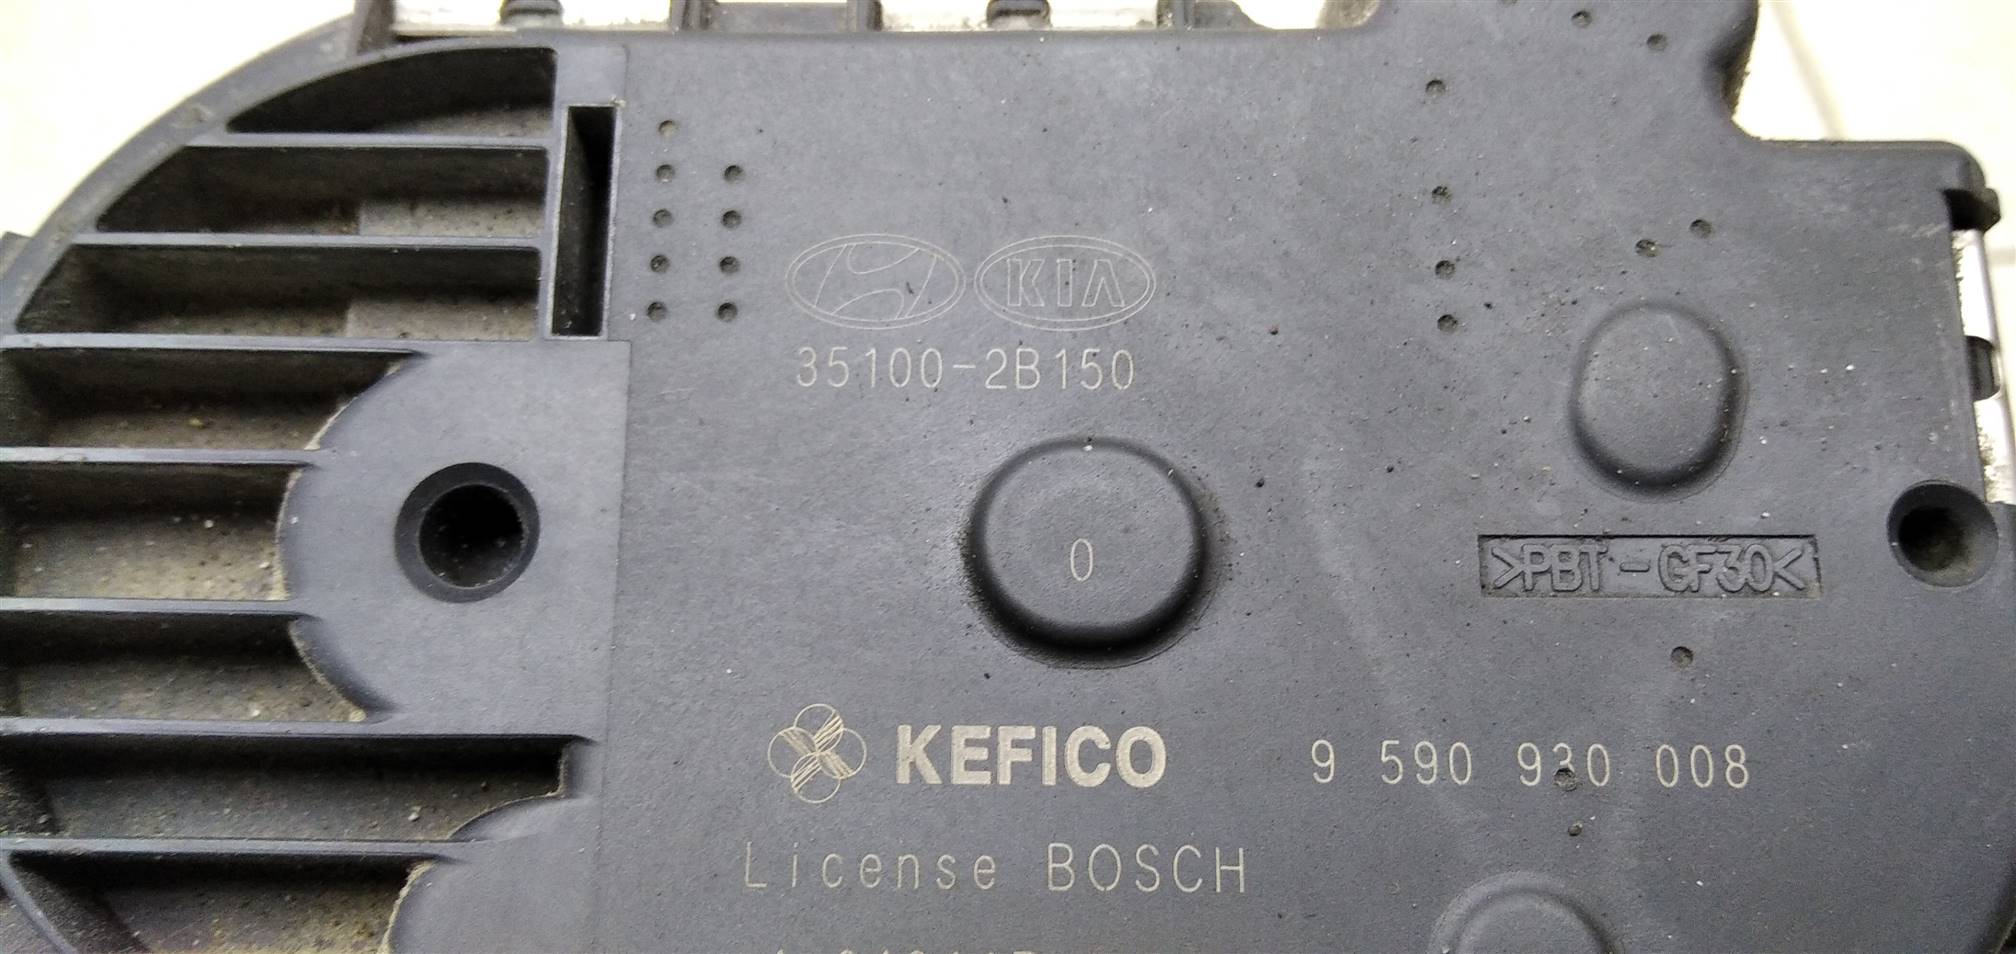 KIA
35100-2B150
0
>PBT-GF30<
KEFICO 9 590 930 008
License BOSCH